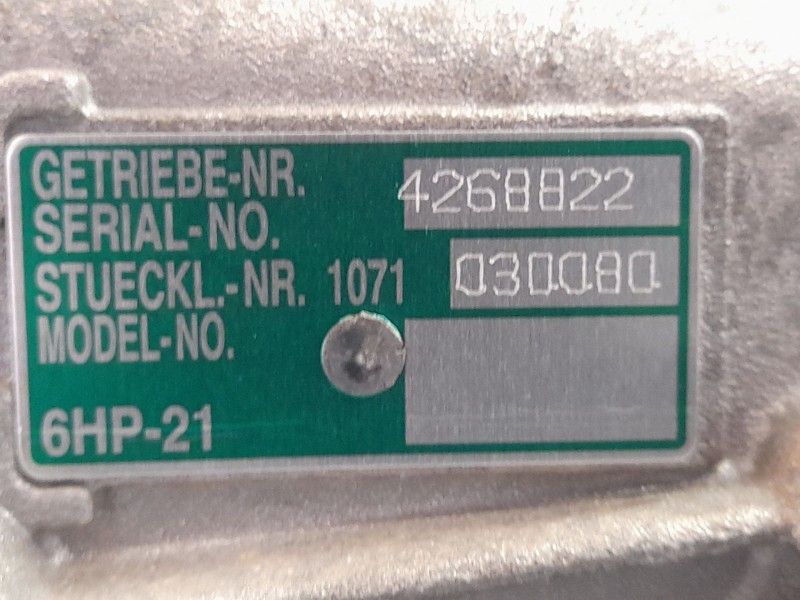 GETRIEBE-NR. 4268822
SERIAL-NO.
STUECKL.-NR. 1071 030080
MODEL-NO.
6HP-21